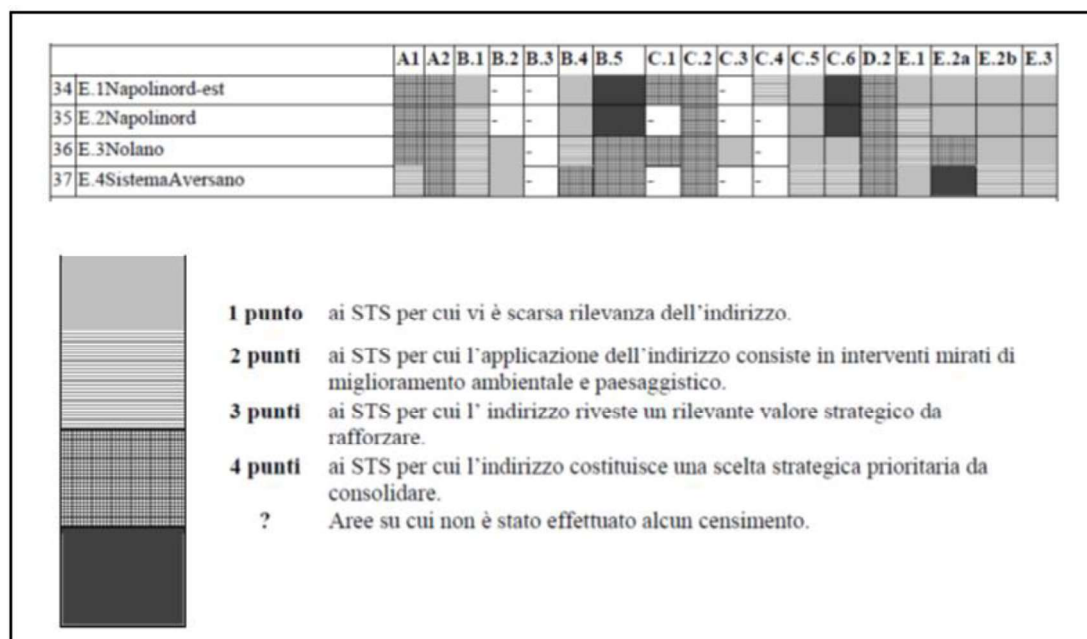 A1 A2 B.1 B.2 B.3 B.4 B.5 C.1 C.2 C.3 C.4 C.5 C.6 D.2 E.1 E.2a E.2b E.3
34 E.1Napolinord-est - - - -
35 E.2Napolinord - - - - -
36 E.3Nolano - -
37 E.4SistemaAversano - - - -
1 punto ai STS per cui vi è scarsa rilevanza dell'indirizzo.
2 punti ai STS per cui l'applicazione dell'indirizzo consiste in interventi mirati di
miglioramento ambientale e paesaggistico.
3 punti ai STS per cui l' indirizzo riveste un rilevante valore strategico da
rafforzare.
4 punti ai STS per cui l'indirizzo costituisce una scelta strategica prioritaria da
consolidare.
? Aree su cui non è stato effettuato alcun censimento.